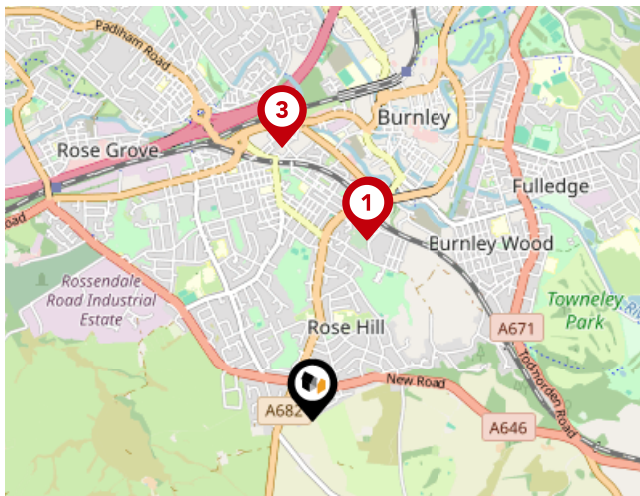 Padiham Road
3
Burnley
Rose Grove
1
Fulledge
Burnley Wood
Road
Rossendale
Road Industrial
Estate
Towneley
Park
Rose Hill
A671
Todmorden Road
New Road
A682
A646